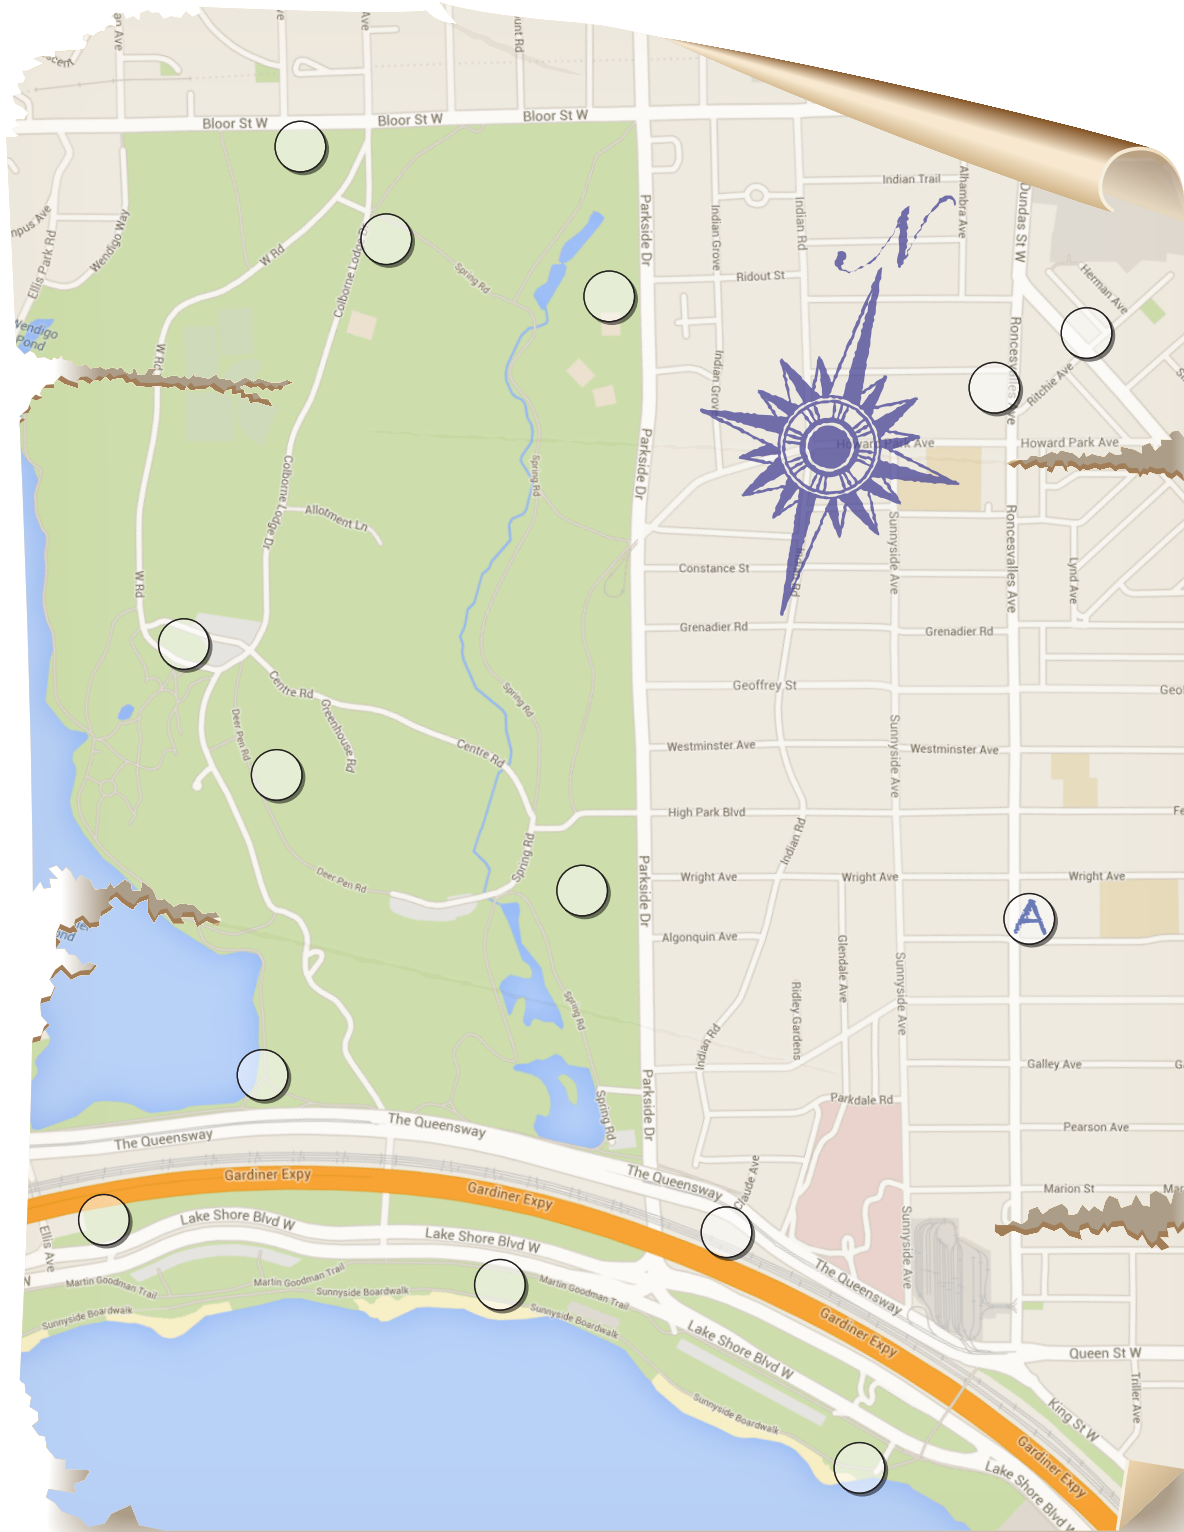 Bloor St W
Bloor St W
Bloor St W
Indian Trail
Alhambra Ave
Dundas St W
Parkside Dr
Indian Grove
Indian Rd
N
Ellis Park Rd
Wendigo Way
W Rd
Colborne Lodge Dr
Spring Rd
Ridout St
Herman Ave
Wendigo
Pond
W Rd
Indian Grove
Roncesvalles Ave
Ritchie Ave
Howard Park Ave
Howard Park Ave
Parkside Dr
Colborne Lodge Dr
Spring Rd
Allotment Ln
Sunnyside Ave
Roncesvalles Ave
Indian Rd
Constance St
Lynd Ave
W Rd
Grenadier Rd
Grenadier Rd
Centre Rd
Geoffrey St
Spring Rd
Deer Pen Rd
Greenhouse Rd
Centre Rd
Westminster Ave
Sunnyside Ave
Westminster Ave
High Park Blvd
Indian Rd
Spring Rd
Deer Pen Rd
Parkside Dr
Wright Ave
Wright Ave
Wright Ave
A
Algonquin Ave
Glendale Ave
Sunnyside Ave
Ridley Gardens
Spring Rd
Indian Rd
Galley Ave
Parkside Dr
Spring Rd
Parkdale Rd
The Queensway
The Queensway
Pearson Ave
The Queensway
Claude Ave
Gardiner Expy
Gardiner Expy
Marion St
Mar
Ellis Ave
Lake Shore Blvd W
Lake Shore Blvd W
Sunnyside Ave
Martin Goodman Trail
Martin Goodman Trail
Martin Goodman Trail
The Queensway
Sunnyside Boardwalk
Sunnyside Boardwalk
Sunnyside Boardwalk
Gardiner Expy
Lake Shore Blvd W
Queen St W
Triller Ave
Sunnyside Boardwalk
King St W
Gardiner Expy
Lake Shore Blvd W